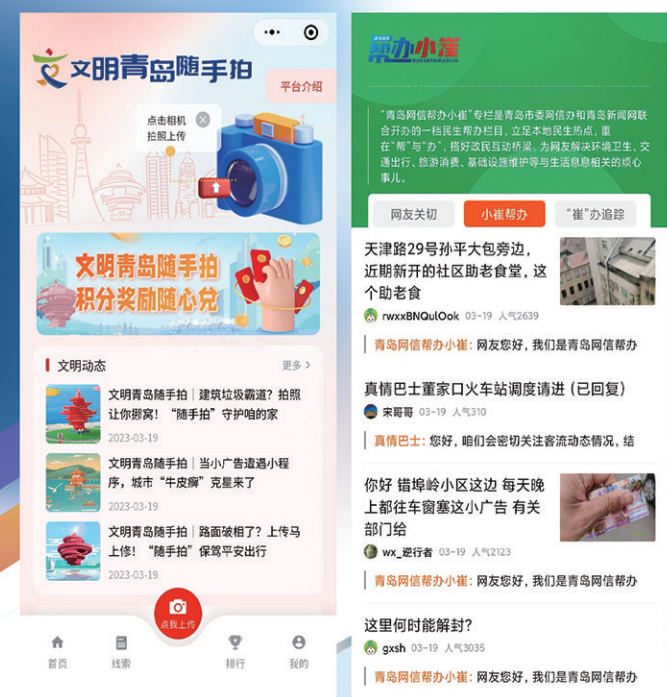 文明青岛随手拍
平台介绍
点击相机
拍照上传
文明青岛随手拍
积分奖励随心兑
文明动态
更多 >
文明青岛随手拍｜建筑垃圾霸道？拍照
让你挪窝！“随手拍”守护咱的家
2023-03-19
文明青岛随手拍｜当小广告遭遇小程
序，城市“牛皮癣”克星来了
2023-03-19
文明青岛随手拍｜路面破相了？上传马
上修！“随手拍”保驾平安出行
2023-03-19
点我上传
首页
线索
排行
我的
帮办小崔
BANGBANXIAOCUI
“青岛网信帮办小崔”专栏是青岛市委网信办和青岛新闻网联
合开办的一档民生帮办栏目，立足本地民生热点，重
在“帮”与“办”，搭好政民互动桥梁，为网友解决环境卫生、交
通出行、旅游消费、基础设施维护等与生活息息相关的烦心
事儿。
网友关切
小崔帮办
“崔”办追踪
天津路29号孙平大包旁边，
近期新开的社区助老食堂，这
个助老食
rwxxBNQulOok 03-19 人气2639
青岛网信帮办小崔：网友您好，我们是青岛网信帮办
真情巴士董家口火车站调度请进（已回复）
宋哥哥 03-19 人气310
真情巴士：您好，咱们会密切关注客流动态情况，结
你好 错埠岭小区这边 每天晚
上都往车窗塞这小广告 有关
部门给
wx_逆行者 03-19 人气2123
青岛网信帮办小崔：网友您好，我们是青岛网信帮办
这里何时能解封？
gxsh 03-19 人气3035
青岛网信帮办小崔：网友您好，我们是青岛网信帮办